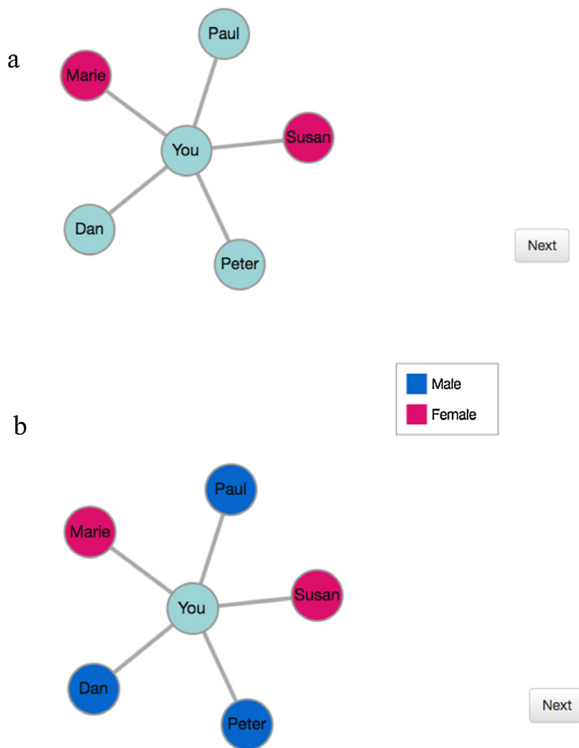 a
Paul
Marie
Susan
You
Dan
Peter
Next
Male
Female
b
Paul
Marie
Susan
You
Dan
Peter
Next